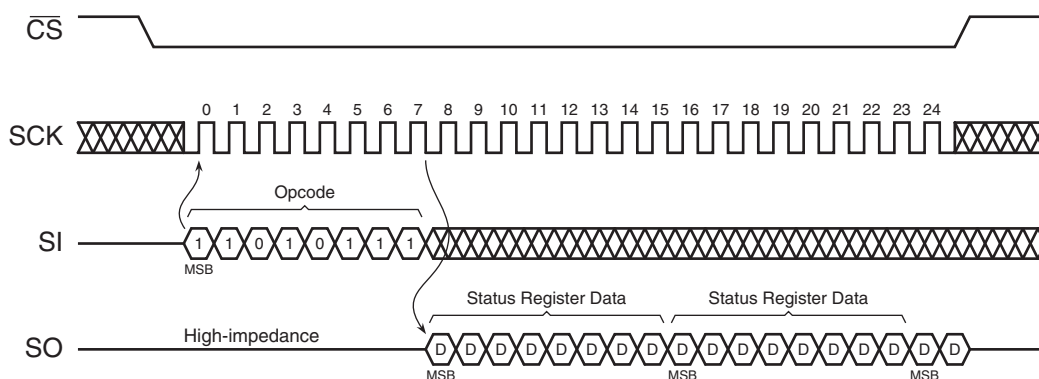 CS
0 1 2 3 4 5 6 7 8 9 10 11 12 13 14 15 16 17 18 19 20 21 22 23 24
SCK
Opcode
SI
1 1 0 1 0 1 1 1
MSB
Status Register Data Status Register Data
High-impedance
SO
D D D D D D D D D D D D D D D D D D
MSB MSB MSB